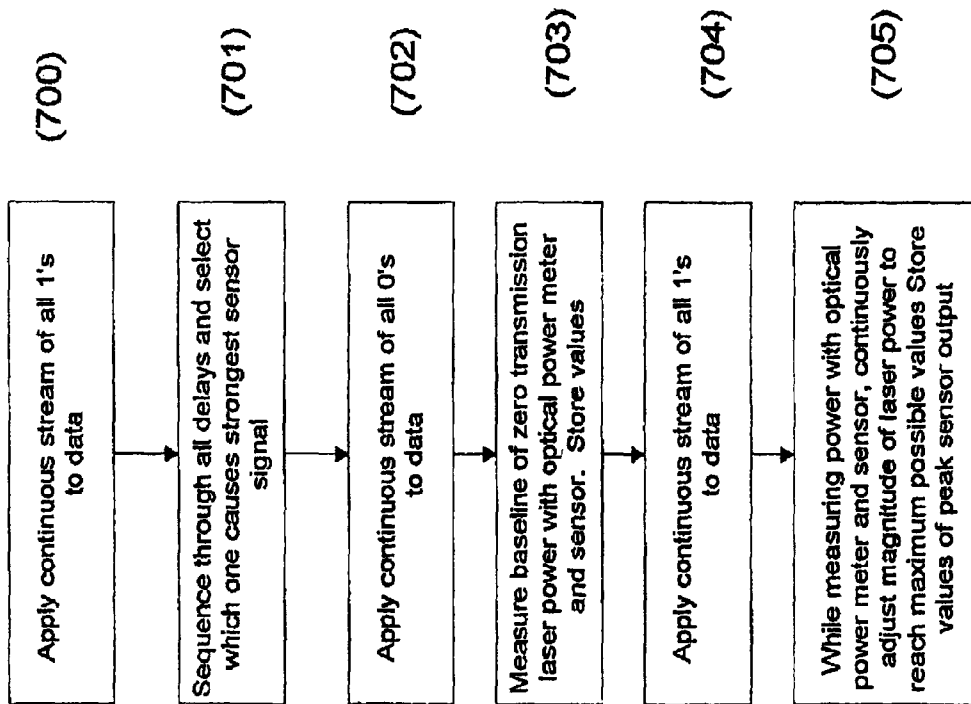 Apply continuous stream of all 1's
to data
(700)
Sequence through all delays and select
which one causes strongest sensor
signal
(701)
Apply continuous stream of all 0's
to data
(702)
Measure baseline of zero transmission
laser power with optical power meter
and sensor. Store values
(703)
Apply continuous stream of all 1's
to data
(704)
While measuring power with optical
power meter and sensor, continuously
adjust magnitude of laser power to
reach maximum possible values Store
values of peak sensor output
(705)